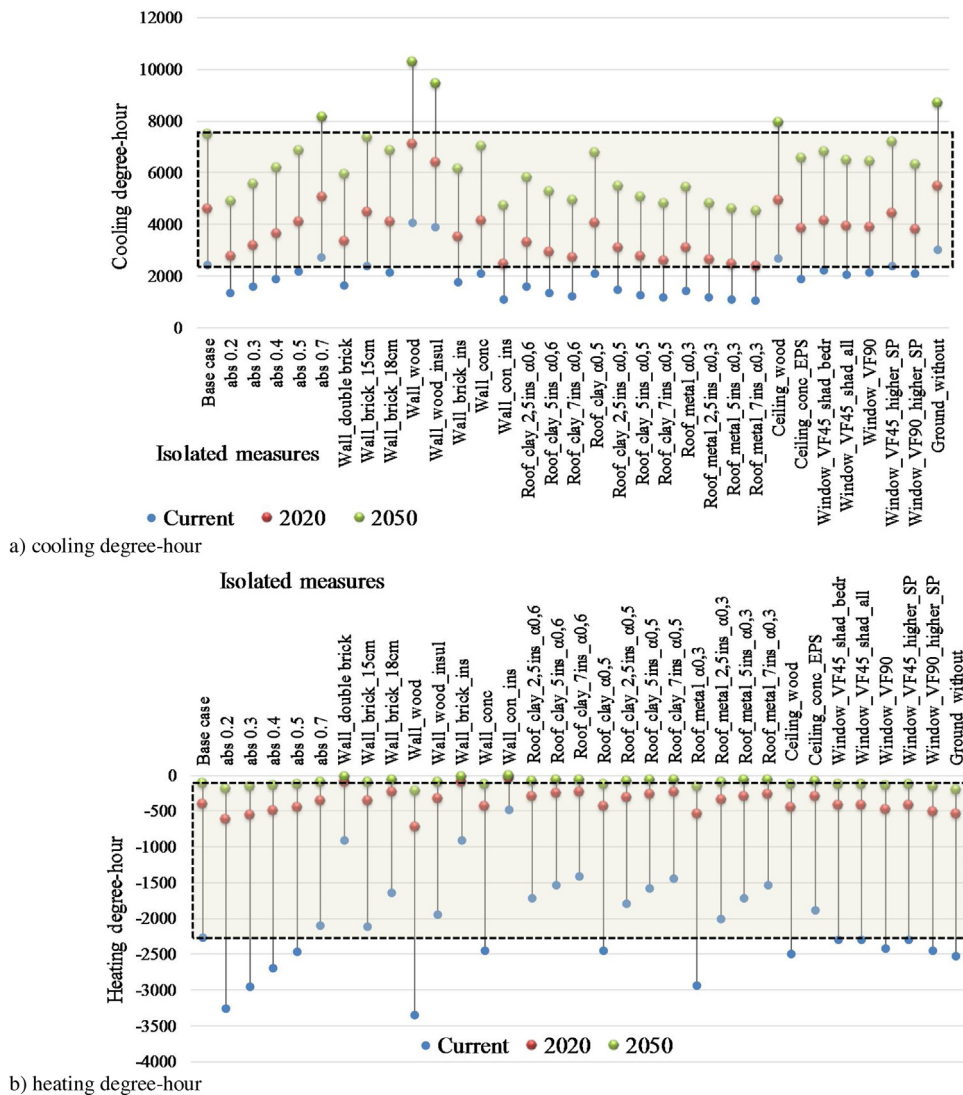 12000
10000
8000
6000
4000
2000
0
Cooling degree-hour
Base case
abs 0.2
abs 0.3
abs 0.4
abs 0.5
abs 0.7
Wall_double brick
Wall_brick_15cm
Wall_brick_18cm
Wall_wood
Wall_wood_insul
Wall_brick_ins
Wall_conc
Wall_con_ins
Roof_clay_2,5ins_α0,6
Roof_clay_5ins_α0,6
Roof_clay_7ins_α0,6
Roof_clay_α0,5
Roof_clay_2,5ins_α0,5
Roof_clay_5ins_α0,5
Roof_clay_7ins_α0,5
Roof_metal_α0,3
Roof_metal_2,5ins_α0,3
Roof_metal_5ins_α0,3
Roof_metal_7ins_α0,3
Ceiling_wood
Ceiling_conc_EPS
Window_VF45_shad_bedr
Window_VF45_shad_all
Window_VF90
Window_VF45_higher_SP
Window_VF90_higher_SP
Ground_without
Isolated measures
Current 2020 2050
a) cooling degree-hour
Isolated measures
Base case
abs 0.2
abs 0.3
abs 0.4
abs 0.5
abs 0.7
Wall_double brick
Wall_brick_15cm
Wall_brick_18cm
Wall_wood
Wall_wood_insul
Wall_brick_ins
Wall_conc
Wall_con_ins
Roof_clay_2,5ins_α0,6
Roof_clay_5ins_α0,6
Roof_clay_7ins_α0,6
Roof_clay_α0,5
Roof_clay_2,5ins_α0,5
Roof_clay_5ins_α0,5
Roof_clay_7ins_α0,5
Roof_metal_α0,3
Roof_metal_2,5ins_α0,3
Roof_metal_5ins_α0,3
Roof_metal_7ins_α0,3
Ceiling_wood
Ceiling_conc_EPS
Window_VF45_shad_bedr
Window_VF45_shad_all
Window_VF90
Window_VF45_higher_SP
Window_VF90_higher_SP
Ground_without
0
-500
-1000
-1500
-2000
-2500
-3000
-3500
-4000
Heating degree-hour
Current 2020 2050
b) heating degree-hour